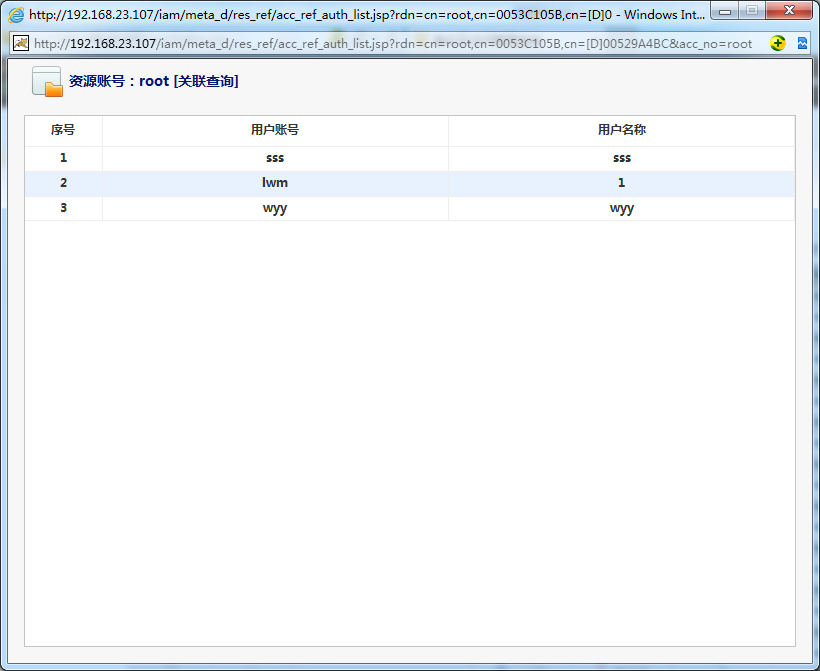 http://192.168.23.107/iam/meta_d/res_ref/acc_ref_auth_list.jsp?rdn=cn=root,cn=0053C105B,cn=[D]0 - Windows Int...
http://192.168.23.107/iam/meta_d/res_ref/acc_ref_auth_list.jsp?rdn=cn=root,cn=0053C105B,cn=[D]00529A4BC&acc_no=root
资源账号：root [关联查询]
序号 用户账号 用户名称
1 sss sss
2 lwm 1
3 wyy wyy